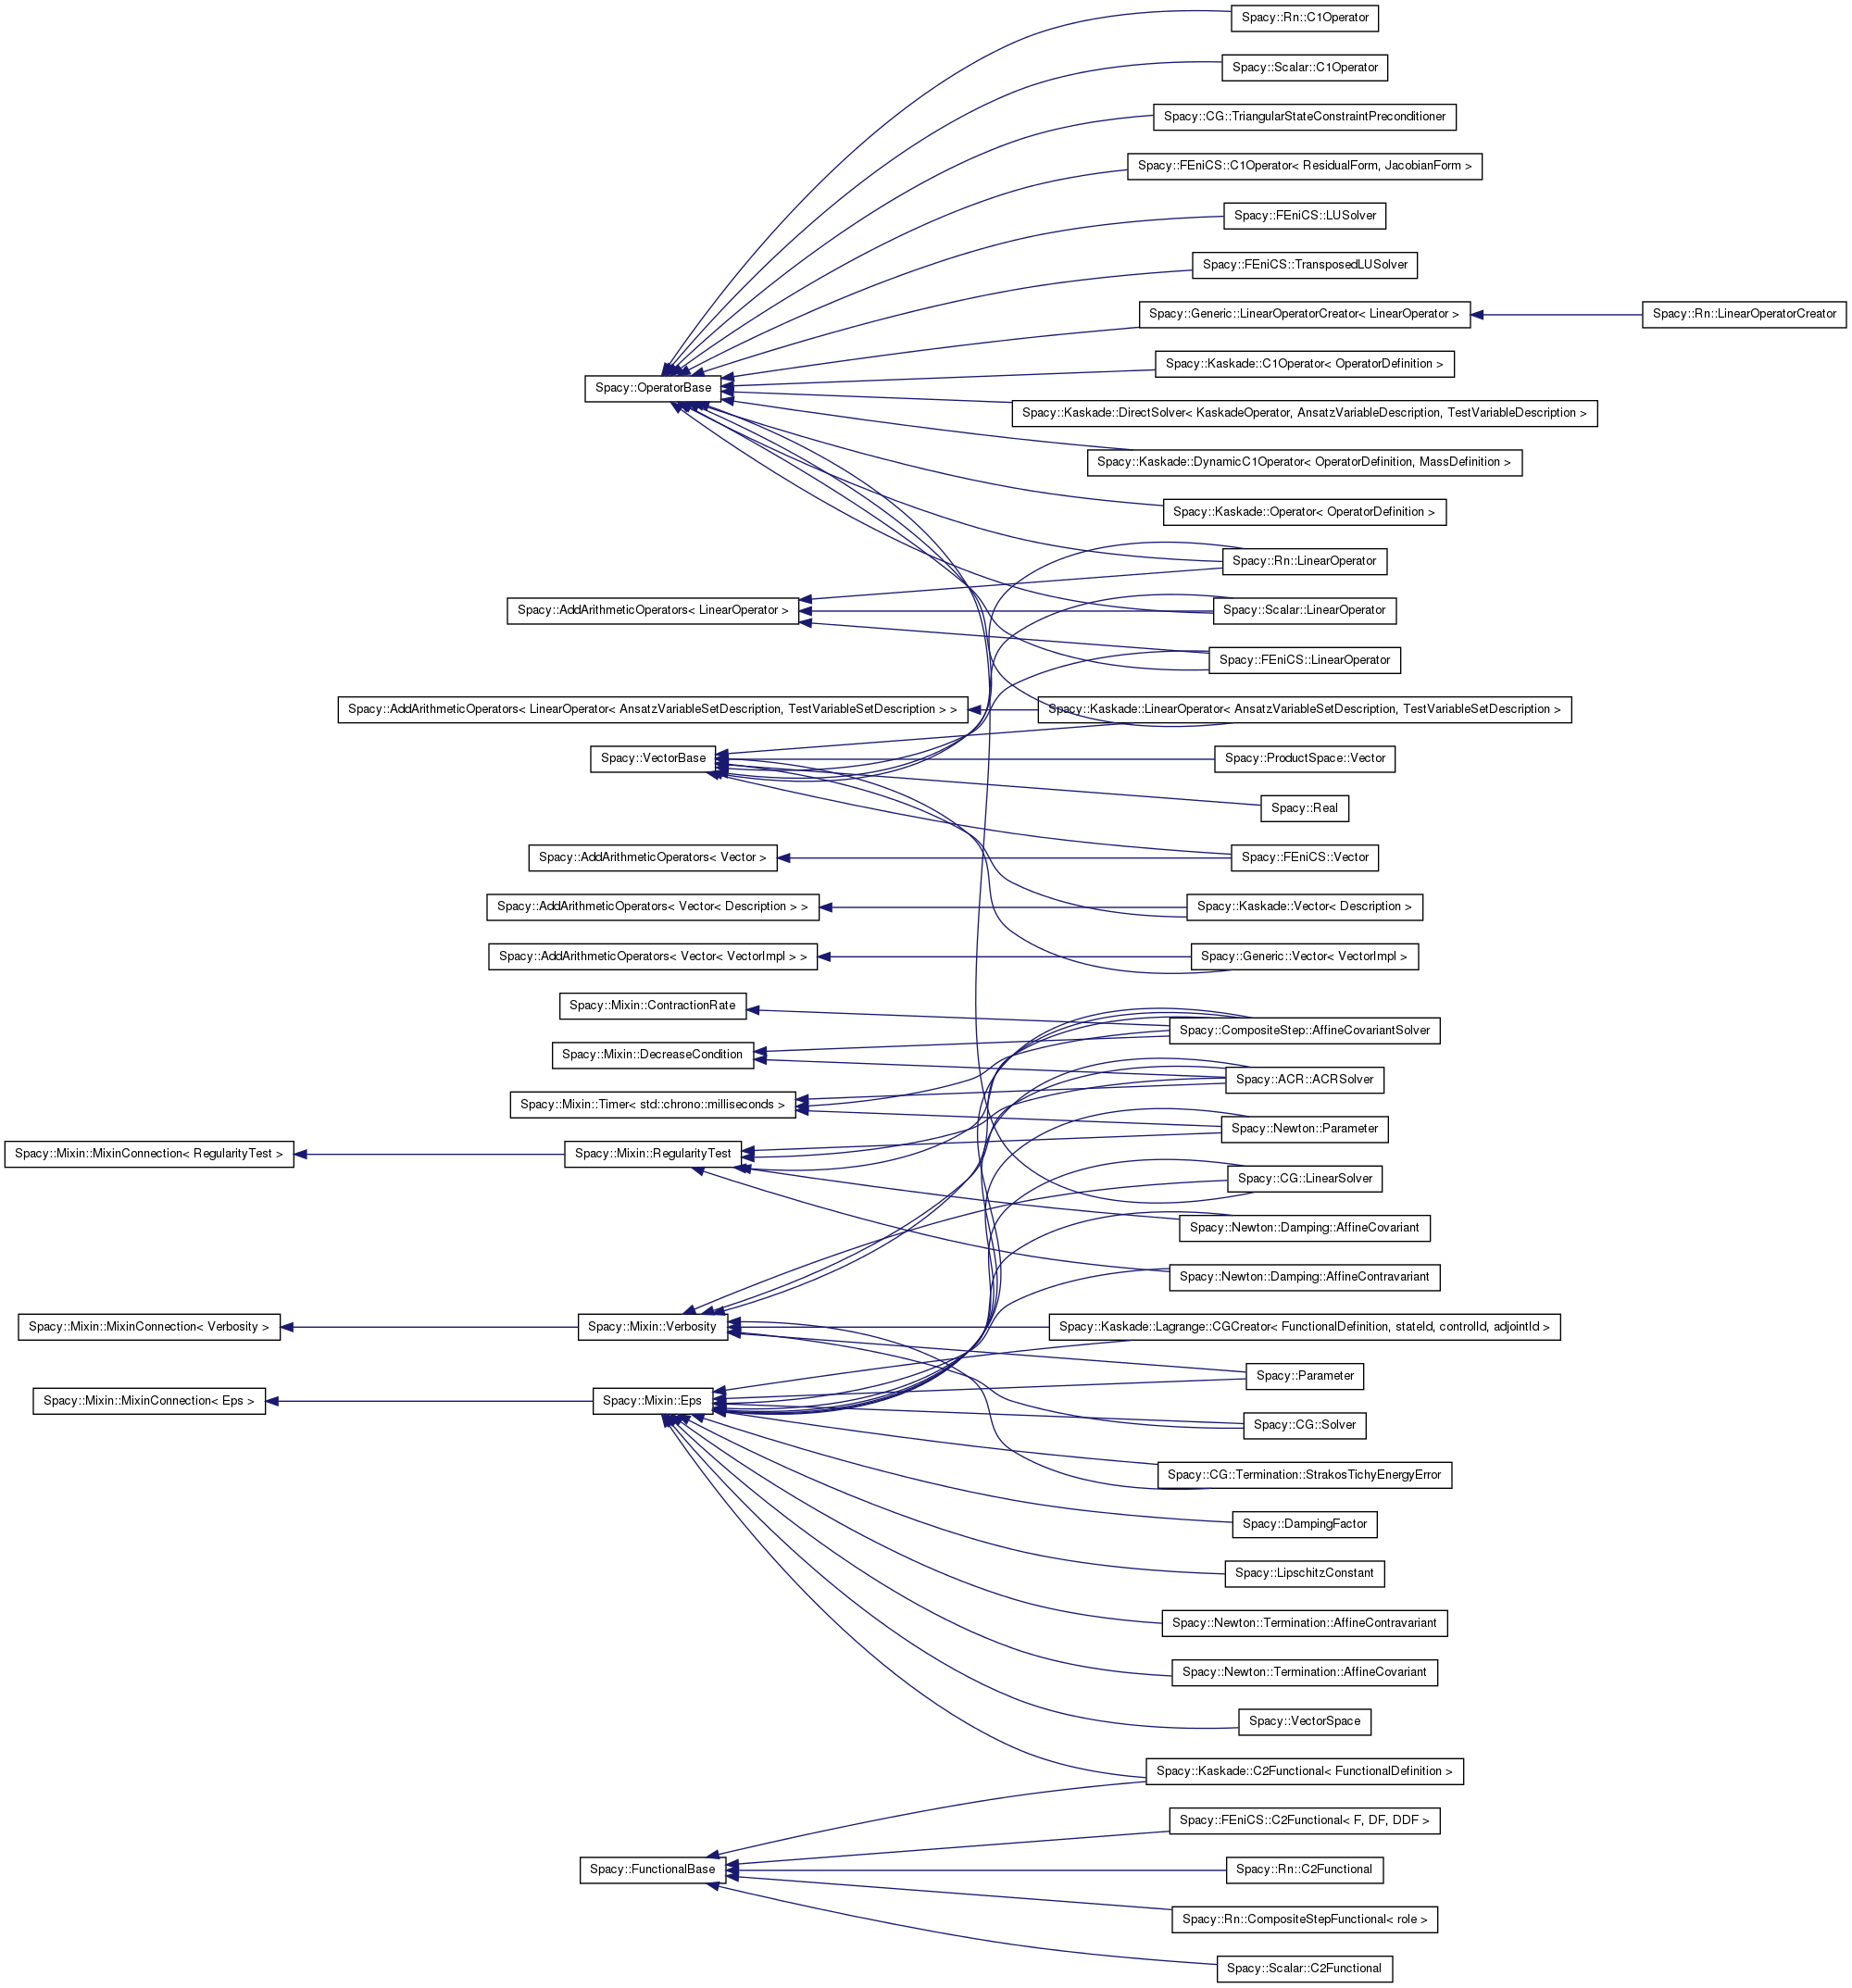 Spacy::Rn::C1Operator
Spacy::Scalar::C1Operator
Spacy::CG::TriangularStateConstraintPreconditioner
Spacy::FEniCS::C1Operator< ResidualForm, JacobianForm >
Spacy::FEniCS::LUSolver
Spacy::FEniCS::TransposedLUSolver
Spacy::Generic::LinearOperatorCreator< LinearOperator >
Spacy::Rn::LinearOperatorCreator
Spacy::Kaskade::C1Operator< OperatorDefinition >
Spacy::OperatorBase
Spacy::Kaskade::DirectSolver< KaskadeOperator, AnsatzVariableDescription, TestVariableDescription >
Spacy::Kaskade::DynamicC1Operator< OperatorDefinition, MassDefinition >
Spacy::Kaskade::Operator< OperatorDefinition >
Spacy::Rn::LinearOperator
Spacy::AddArithmeticOperators< LinearOperator >
Spacy::Scalar::LinearOperator
Spacy::FEniCS::LinearOperator
Spacy::AddArithmeticOperators< LinearOperator< AnsatzVariableSetDescription, TestVariableSetDescription > >
Spacy::Kaskade::LinearOperator< AnsatzVariableSetDescription, TestVariableSetDescription >
Spacy::VectorBase
Spacy::ProductSpace::Vector
Spacy::Real
Spacy::AddArithmeticOperators< Vector >
Spacy::FEniCS::Vector
Spacy::AddArithmeticOperators< Vector< Description > >
Spacy::Kaskade::Vector< Description >
Spacy::AddArithmeticOperators< Vector< VectorImpl > >
Spacy::Generic::Vector< VectorImpl >
Spacy::Mixin::ContractionRate
Spacy::CompositeStep::AffineCovariantSolver
Spacy::Mixin::DecreaseCondition
Spacy::ACR::ACRSolver
Spacy::Mixin::Timer< std::chrono::milliseconds >
Spacy::Newton::Parameter
Spacy::Mixin::MixinConnection< RegularityTest >
Spacy::Mixin::RegularityTest
Spacy::CG::LinearSolver
Spacy::Newton::Damping::AffineCovariant
Spacy::Newton::Damping::AffineContravariant
Spacy::Mixin::MixinConnection< Verbosity >
Spacy::Mixin::Verbosity
Spacy::Kaskade::Lagrange::CGCreator< FunctionalDefinition, stateId, controlId, adjointId >
Spacy::Parameter
Spacy::Mixin::MixinConnection< Eps >
Spacy::Mixin::Eps
Spacy::CG::Solver
Spacy::CG::Termination::StrakosTichyEnergyError
Spacy::DampingFactor
Spacy::LipschitzConstant
Spacy::Newton::Termination::AffineContravariant
Spacy::Newton::Termination::AffineCovariant
Spacy::VectorSpace
Spacy::Kaskade::C2Functional< FunctionalDefinition >
Spacy::FEniCS::C2Functional< F, DF, DDF >
Spacy::FunctionalBase
Spacy::Rn::C2Functional
Spacy::Rn::CompositeStepFunctional< role >
Spacy::Scalar::C2Functional